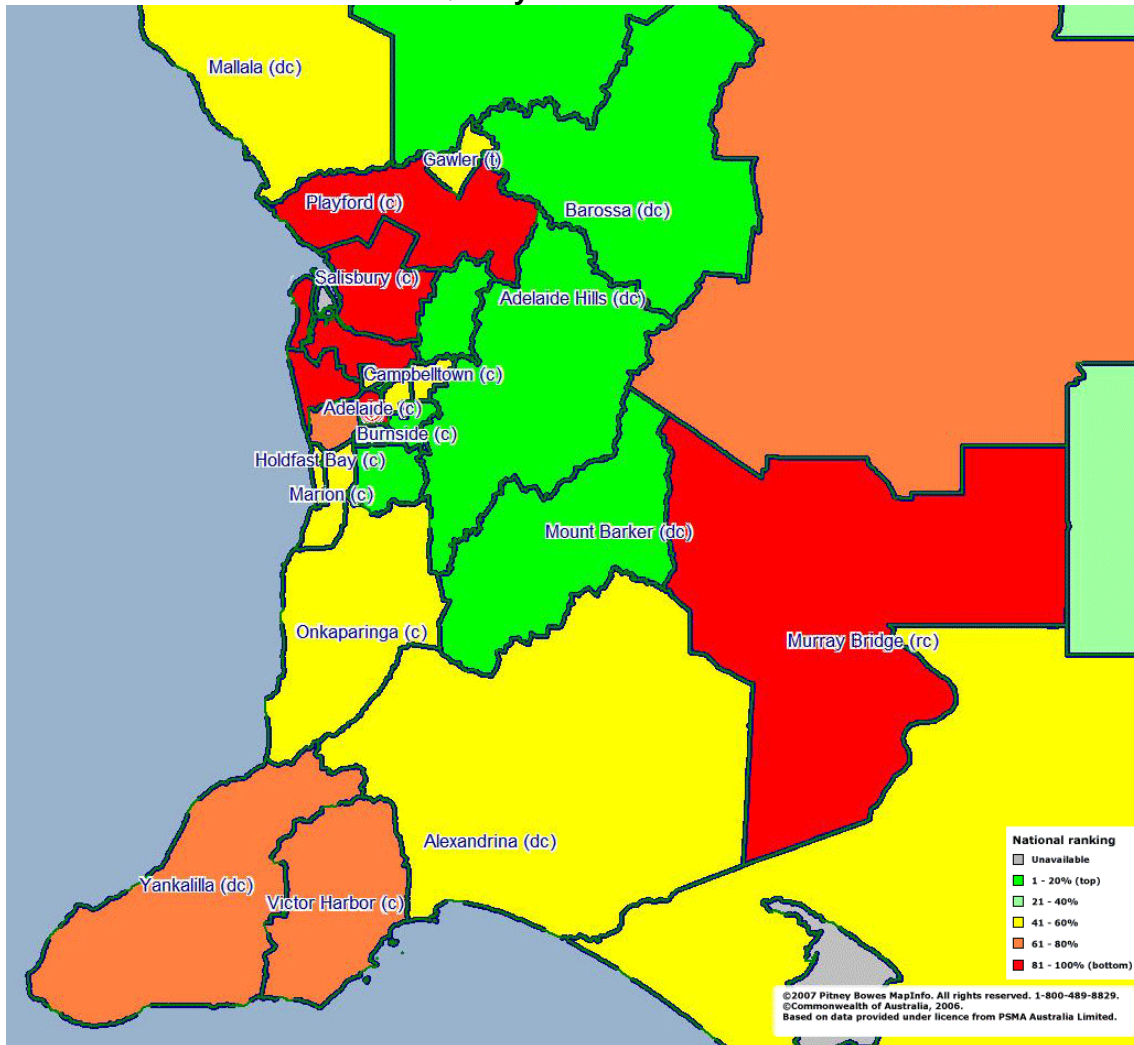 Mallala (dc)
Gawler (t)
Playford (c)
Barossa (dc)
Salisbury (c)
Adelaide Hills (dc)
Campbelltown (c)
Adelaide (c)
Burnside (c)
Holdfast Bay (c)
Marion (c)
Mount Barker (dc)
Onkaparinga (c)
Murray Bridge (rc)
Alexandrina (dc)
Yankalilla (dc)
Victor Harbor (c)
National ranking
Unavailable
1 - 20% (top)
21 - 40%
41 - 60%
61 - 80%
81 - 100% (bottom)
©2007 Pitney Bowes MapInfo. All rights reserved. 1-800-489-8829.
©Commonwealth of Australia, 2006.
Based on data provided under licence from PSMA Australia Limited.